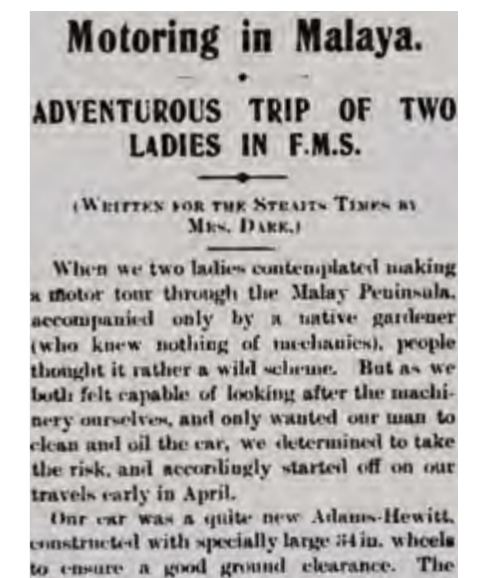 Motoring in Malaya.
ADVENTUROUS TRIP OF TWO
LADIES IN F.M.S.
(WRITTEN FOR THE STRAITS TIMES BY
MRS. DARE.)
When we two ladies contemplated making
a motor tour through the Malay Peninsula,
accompanied only by a native gardener
(who knew nothing of mechanics), people
thought it rather a wild scheme. But as we
both felt capable of looking after the machi-
nery ourselves, and only wanted our man to
clean and oil the car, we determined to take
the risk, and accordingly started off on our
travels early in April.
Our car was a quite new Adams-Hewitt,
constructed with specially large 34 in. wheels
to ensure a good ground clearance. The